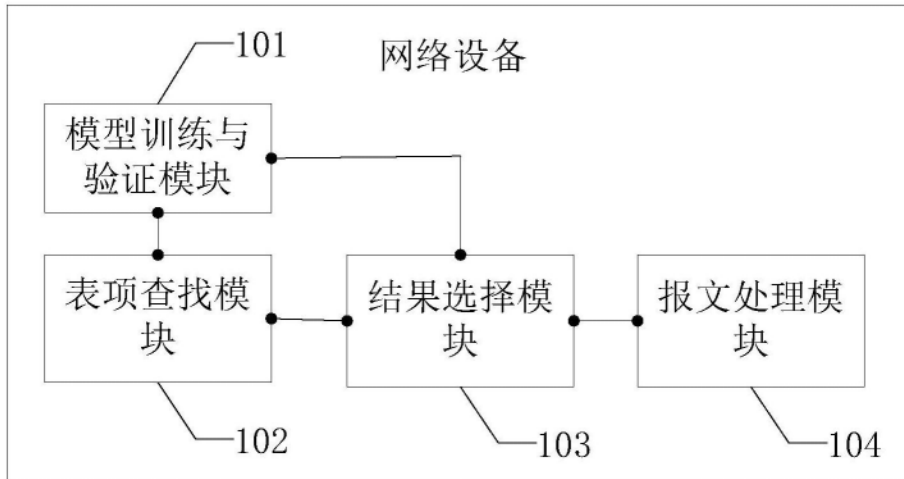 网络设备
101
模型训练与
验证模块
表项查找模
块
结果选择模
块
报文处理模
块
102
103
104